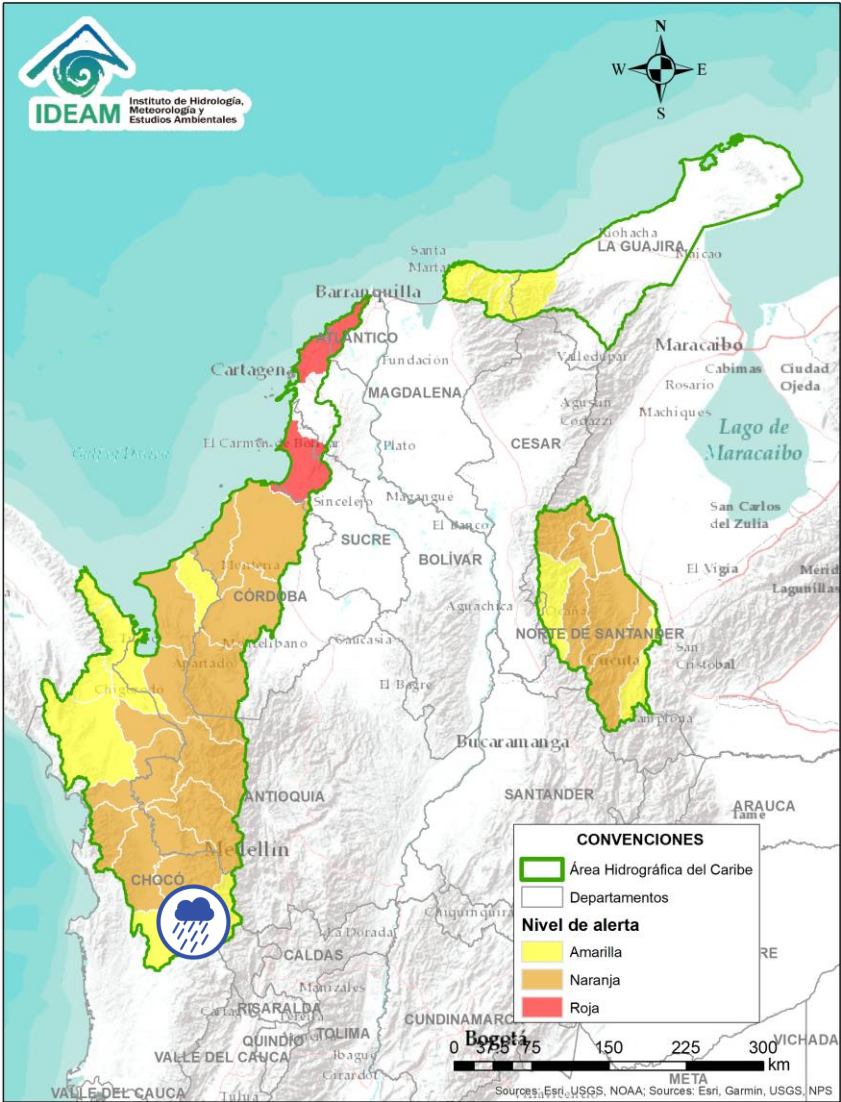 IDEAM
Instituto de Hidrología,
Meteorología y
Estudios Ambientales
N
W
E
S
Riohacha
LA GUAJIRA
Maicao
Santa
Marta
Barranquilla
ATLÁNTICO
Maracaibo
Cartagena
Fundación
Valledupar
Cabimas
Ciudad
Ojeda
Rosario
MAGDALENA
Machiques
Agustín
Codazzi
Lago de
Maracaibo
El Carmen de Bolívar
Plato
CESAR
Sincelejo
Magangué
San Carlos
del Zulia
El Banco
SUCRE
BOLÍVAR
Montería
El Vigía
Mérid
Lagunillas
CÓRDOBA
Aguachica
Ocaña
NORTE DE SANTANDER
Montelíbano
Caucasia
Apartadó
Cúcuta
San
Cristóbal
El Bagre
Chigorodó
Pamplona
Bucaramanga
ANTIOQUIA
SANTANDER
ARAUCA
Tame
Medellín
CHOCÓ
CONVENCIONES
Área Hidrográfica del Caribe
Departamentos
Nivel de alerta
Amarilla
Naranja
Roja
Chiquinquirá
La Dorada
CALDAS
RE
Manizales
RISARALDA
CUNDINAMARC
QUINDÍO
TOLIMA
Bogotá
VICHADA
VALLE DEL CAUCA
Ibagué
Girardot
0 37,5 75 150 225 300
km
META
VALLE DEL CAUCA
Tuluá
Sources: Esri, USGS, NOAA; Sources: Esri, Garmin, USGS, NPS